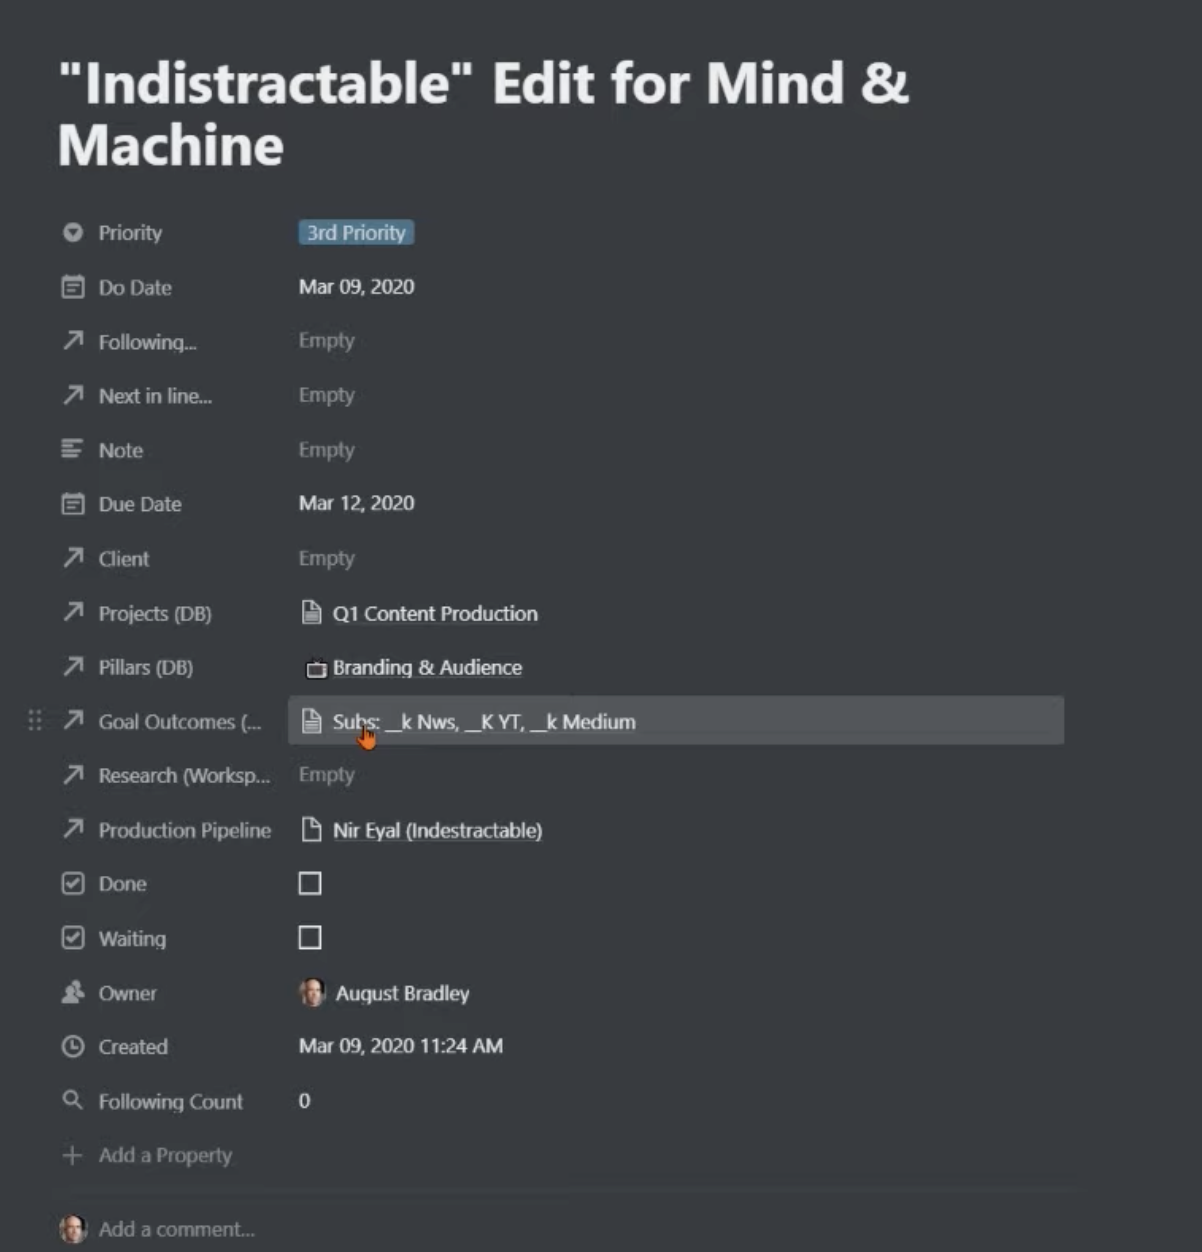 "Indistractable" Edit for Mind &
Machine
Priority 3rd Priority
Do Date Mar 09, 2020
Following... Empty
Next in line... Empty
Note Empty
Due Date Mar 12, 2020
Client Empty
Projects (DB) Q1 Content Production
Pillars (DB) Branding & Audience
Goal Outcomes (... Subs: __k Nws, __K YT, __k Medium
Research (Worksp... Empty
Production Pipeline Nir Eyal (Indestractable)
Done
Waiting
Owner August Bradley
Created Mar 09, 2020 11:24 AM
Following Count 0
Add a Property
Add a comment...